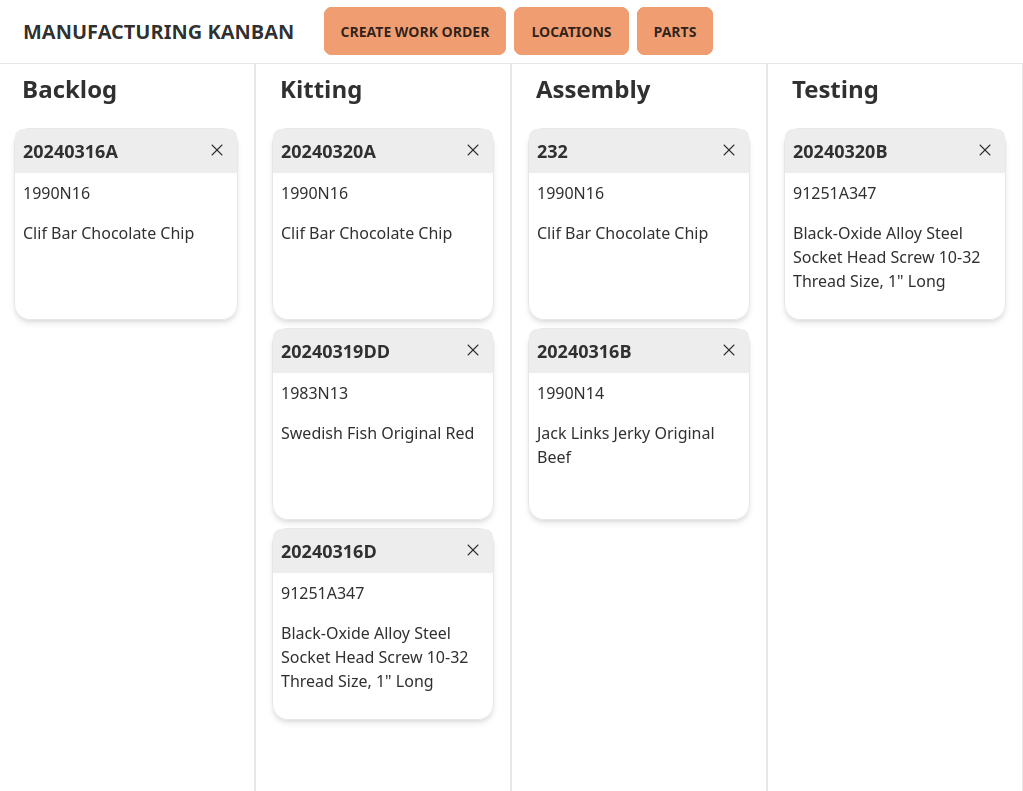 MANUFACTURING KANBAN
CREATE WORK ORDER
LOCATIONS
PARTS
Backlog
20240316A
1990N16
Clif Bar Chocolate Chip
Kitting
20240320A
1990N16
Clif Bar Chocolate Chip
20240319DD
1983N13
Swedish Fish Original Red
20240316D
91251A347
Black-Oxide Alloy Steel
Socket Head Screw 10-32
Thread Size, 1" Long
Assembly
232
1990N16
Clif Bar Chocolate Chip
20240316B
1990N14
Jack Links Jerky Original
Beef
Testing
20240320B
91251A347
Black-Oxide Alloy Steel
Socket Head Screw 10-32
Thread Size, 1" Long